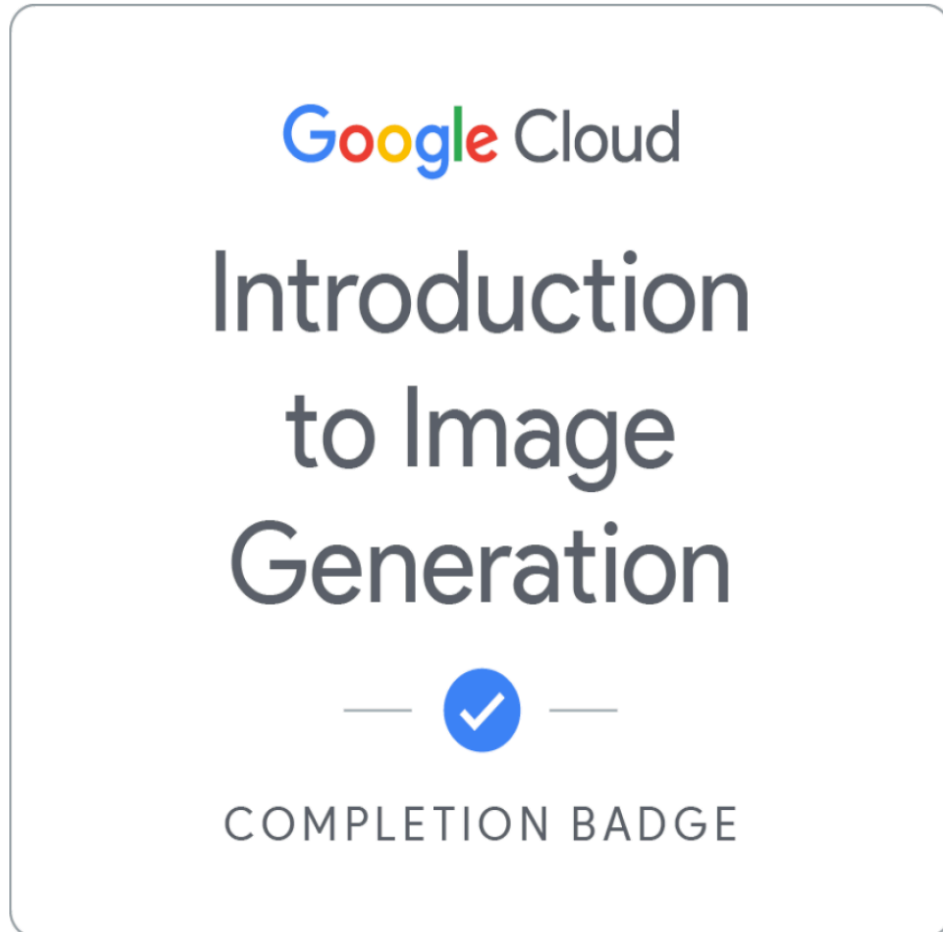 Google Cloud
Introduction
to Image
Generation
COMPLETION BADGE